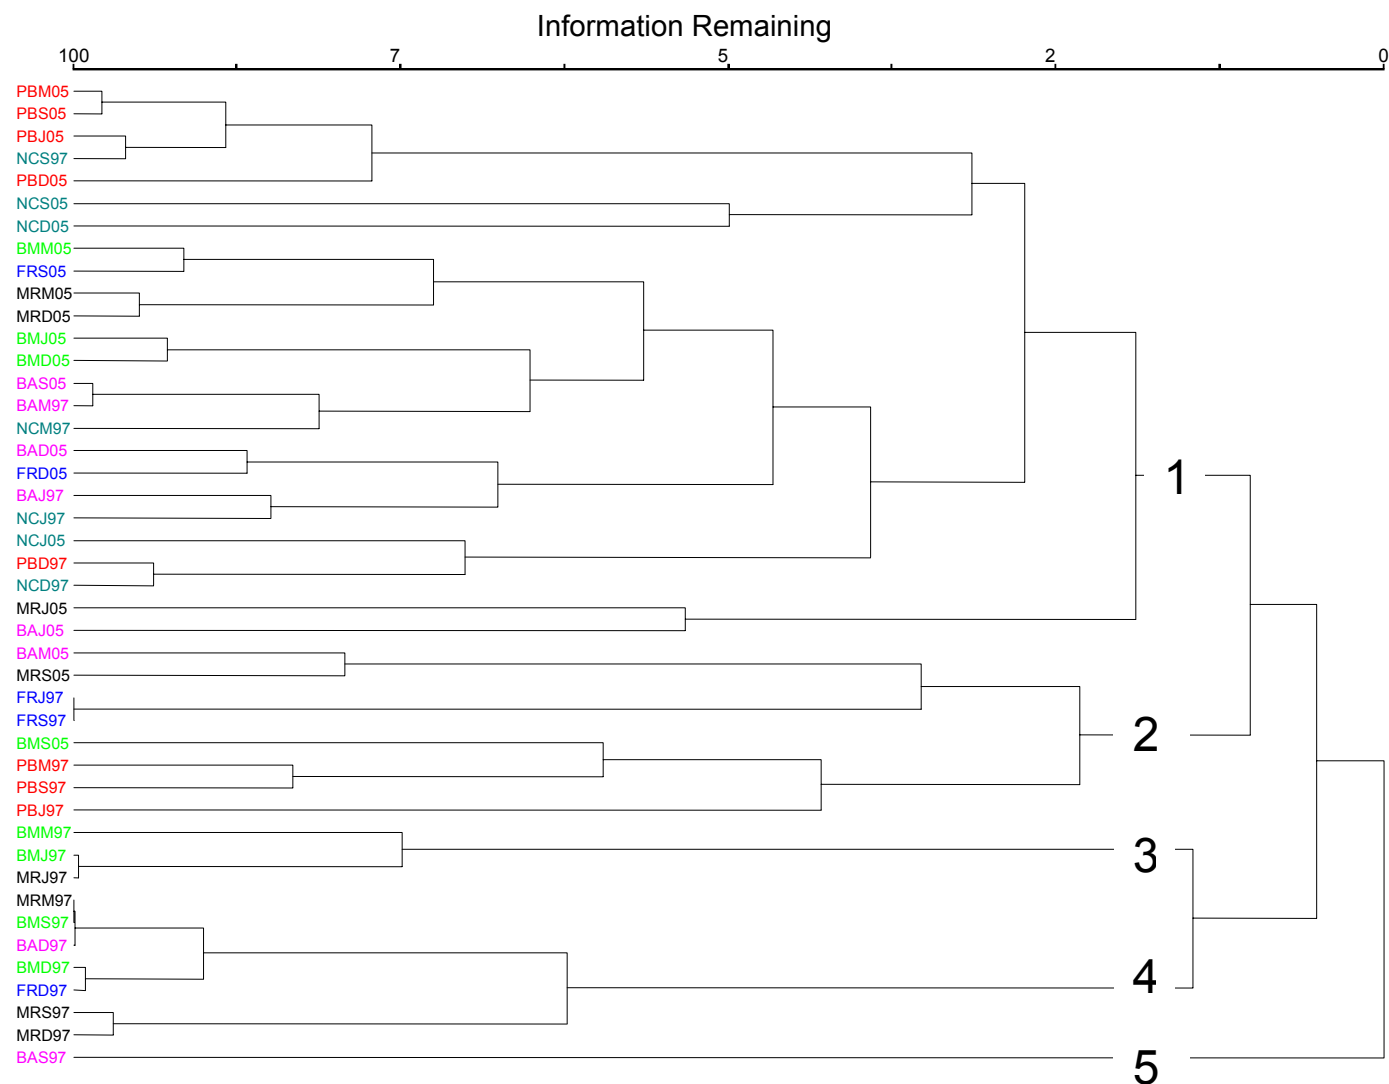 Information Remaining
100 7 5 2 0
PBM05
PBS05
PBJ05
NCS97
PBD05
NCS05
NCD05
BMM05
FRS05
MRM05
MRD05
BMJ05
BMD05
BAS05
BAM97
NCM97
BAD05
FRD05
BAJ97
1
NCJ97
NCJ05
PBD97
NCD97
MRJ05
BAJ05
BAM05
MRS05
FRJ97
FRS97
2
BMS05
PBM97
PBS97
PBJ97
BMM97
BMJ97
3
MRJ97
MRM97
BMS97
BAD97
BMD97
4
FRD97
MRS97
MRD97
BAS97
5